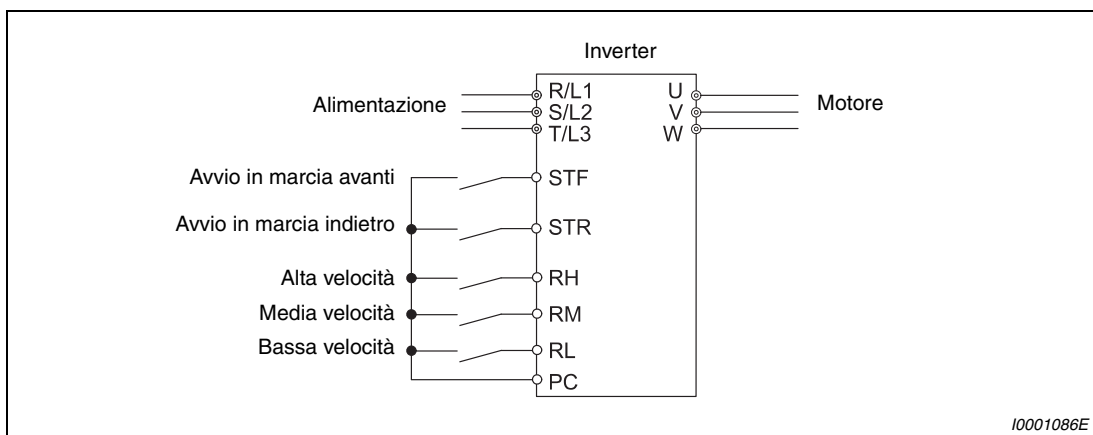 Inverter
Alimentazione
R/L1
S/L2
T/L3
U
V
W
Motore
Avvio in marcia avanti
STF
Avvio in marcia indietro
STR
Alta velocità
RH
Media velocità
RM
Bassa velocità
RL
PC
I0001086E